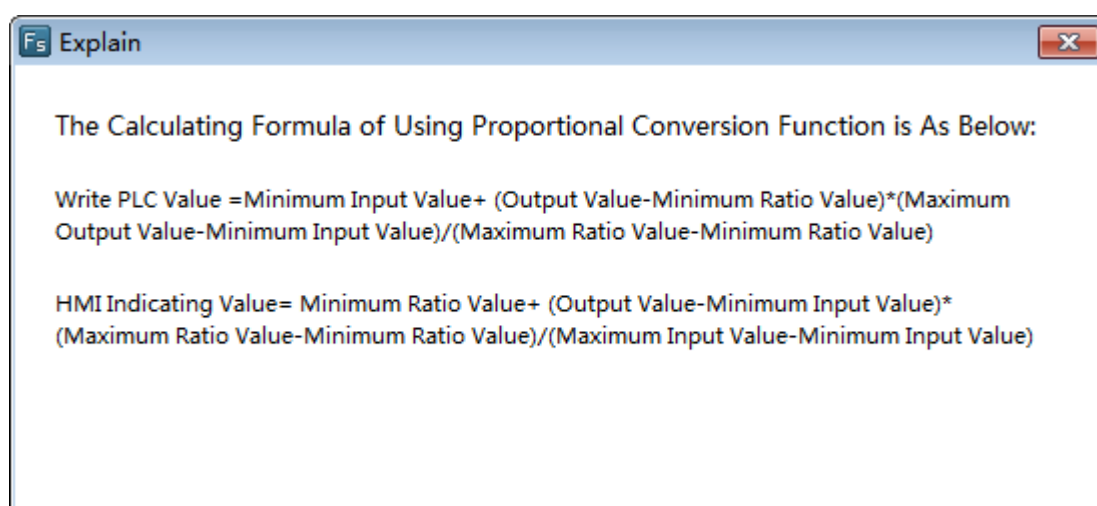 Fs Explain
The Calculating Formula of Using Proportional Conversion Function is As Below:
Write PLC Value =Minimum Input Value+ (Output Value-Minimum Ratio Value)*(Maximum
Output Value-Minimum Input Value)/(Maximum Ratio Value-Minimum Ratio Value)
HMI Indicating Value= Minimum Ratio Value+ (Output Value-Minimum Input Value)*
(Maximum Ratio Value-Minimum Ratio Value)/(Maximum Input Value-Minimum Input Value)